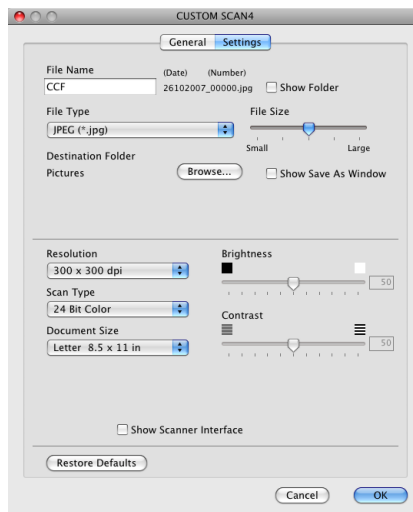 CUSTOM SCAN4
General Settings
File Name (Date) (Number)
CCF 26102007_00000.jpg Show Folder
File Type File Size
JPEG (*.jpg)
Small Large
Destination Folder
Pictures Browse... Show Save As Window
Resolution Brightness
300 x 300 dpi
50
Scan Type
24 Bit Color Contrast
Document Size
Letter 8.5 x 11 in 50
Show Scanner Interface
Restore Defaults
Cancel OK